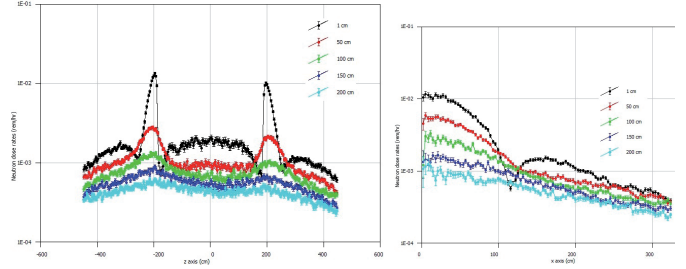 1E-01
1 cm
50 cm
100 cm
150 cm
200 cm
1E-02
1E-03
1E-04
Neutron dose rates (rem/hr)
-450
-400
-200
0
200
400
z axis (cm)
1E-01
1 cm
50 cm
100 cm
150 cm
200 cm
1E-02
1E-03
1E-04
Neutron dose rates (rem/hr)
0
100
200
300
x axis (cm)